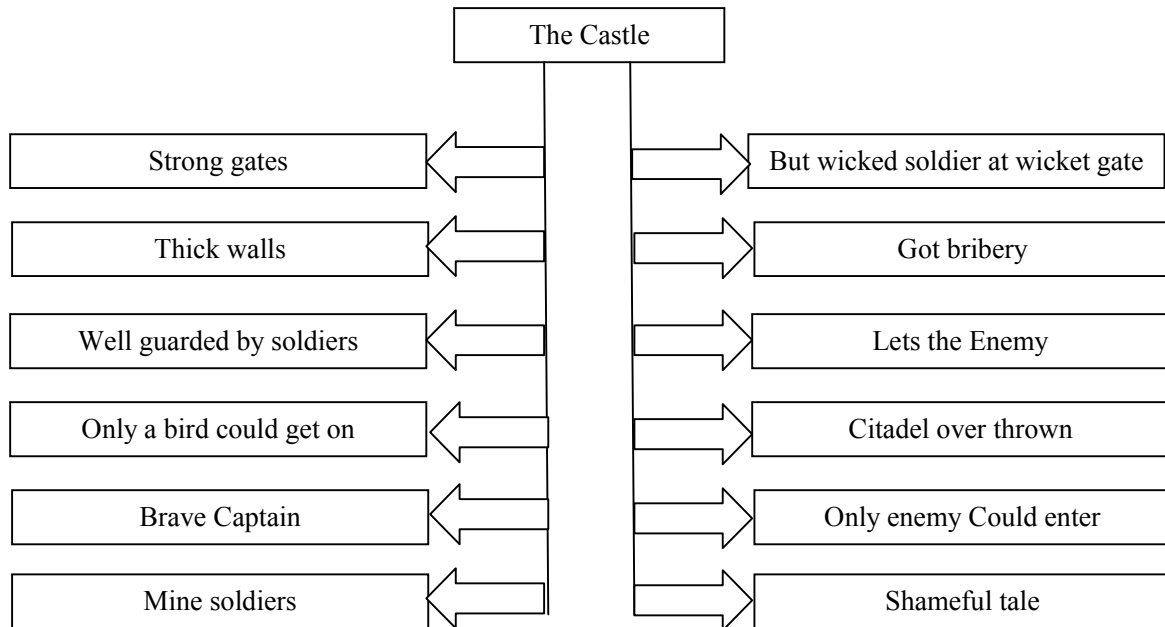 The Castle
Strong gates
But wicked soldier at wicket gate
Thick walls
Got bribery
Well guarded by soldiers
Lets the Enemy
Only a bird could get on
Citadel over thrown
Brave Captain
Only enemy Could enter
Mine soldiers
Shameful tale